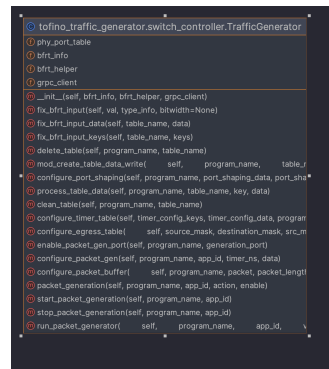 tofino_traffic_generator.switch_controller.TrafficGenerator
phy_port_table
bfrt_info
bfrt_helper
grpc_client
__init__(self, bfrt_info, bfrt_helper, grpc_client)
fix_bfrt_input(self, val, type_info, bitwidth=None)
fix_bfrt_input_data(self, table_name, data)
fix_bfrt_input_keys(self, table_name, keys)
delete_table(self, program_name, table_name)
mod_create_table_data_write( self, program_name, table_n
configure_port_shaping(self, program_name, port_shaping_data, port_sha
process_table_data(self, program_name, table_name, key, data)
clean_table(self, program_name, table_name)
configure_timer_table(self, timer_config_keys, timer_config_data, program
configure_egress_table( self, source_mask, destination_mask, src_m
enable_packet_gen_port(self, program_name, generation_port)
configure_packet_gen(self, program_name, app_id, timer_ns, data)
configure_packet_buffer( self, program_name, packet, packet_length
packet_generation(self, program_name, app_id, action, enable)
start_packet_generation(self, program_name, app_id)
stop_packet_generation(self, program_name, app_id)
run_packet_generator( self, program_name, app_id, v